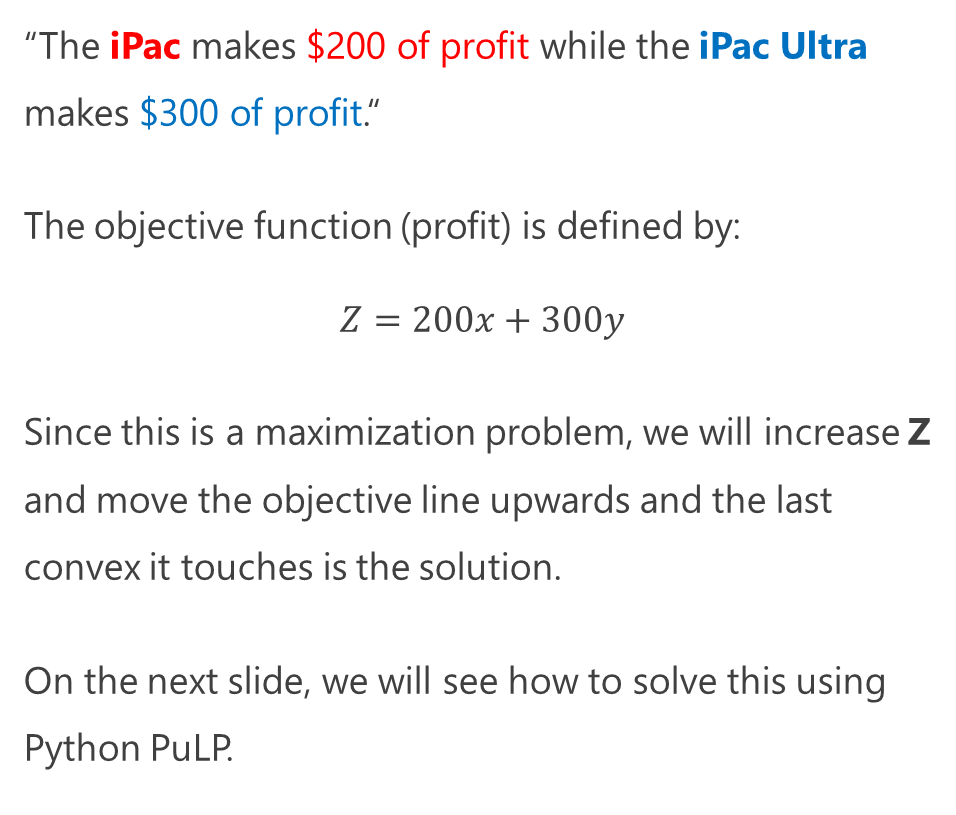 “The iPac makes $200 of profit while the iPac Ultra
makes $300 of profit.“
The objective function (profit) is defined by:
Z = 200x + 300y
Since this is a maximization problem, we will increase Z
and move the objective line upwards and the last
convex it touches is the solution.
On the next slide, we will see how to solve this using
Python PuLP.